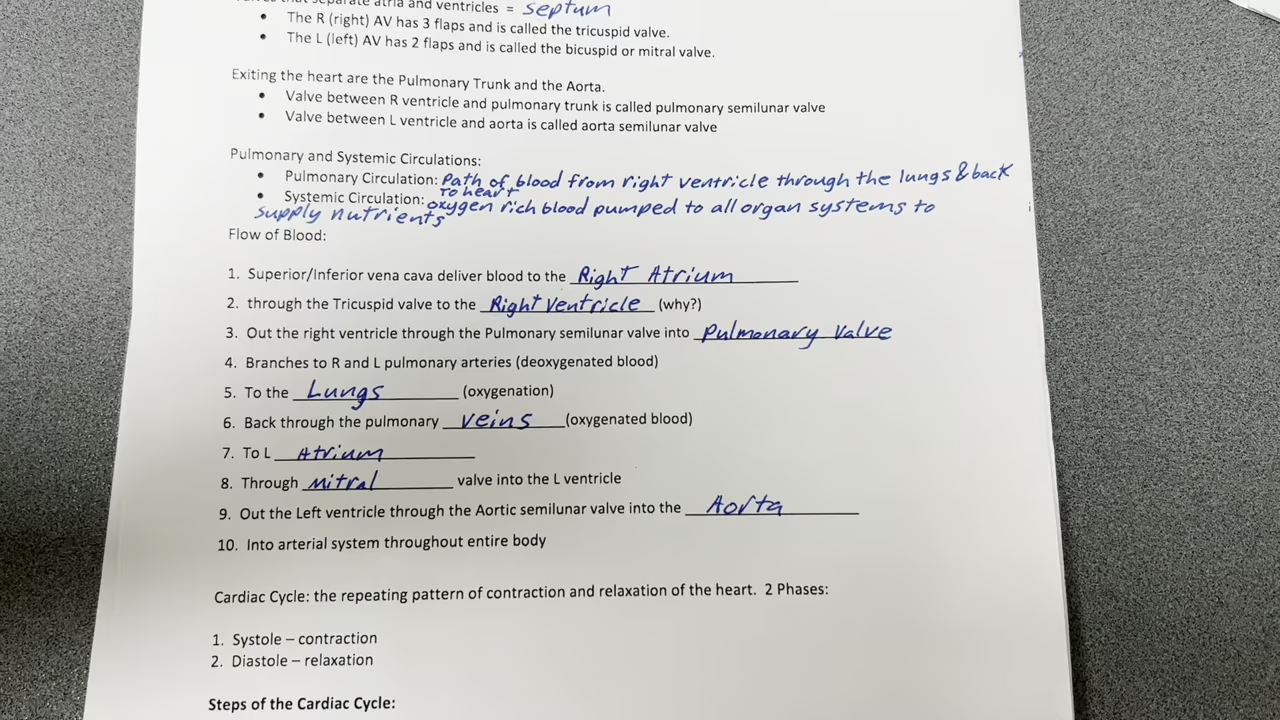 that separate atria and ventricles = septum
• The R (right) AV has 3 flaps and is called the tricuspid valve.
• The L (left) AV has 2 flaps and is called the bicuspid or mitral valve.
Exiting the heart are the Pulmonary Trunk and the Aorta.
• Valve between R ventricle and pulmonary trunk is called pulmonary semilunar valve
• Valve between L ventricle and aorta is called aorta semilunar valve
Pulmonary and Systemic Circulations:
• Pulmonary Circulation: Path of blood from right ventricle through the lungs & back
to heart
• Systemic Circulation: oxygen rich blood pumped to all organ systems to
supply nutrients
Flow of Blood:
1. Superior/Inferior vena cava deliver blood to the Right Atrium
2. through the Tricuspid valve to the Right Ventricle (why?)
3. Out the right ventricle through the Pulmonary semilunar valve into Pulmonary Valve
4. Branches to R and L pulmonary arteries (deoxygenated blood)
5. To the Lungs (oxygenation)
6. Back through the pulmonary veins (oxygenated blood)
7. To L Atrium
8. Through Mitral valve into the L ventricle
9. Out the Left ventricle through the Aortic semilunar valve into the Aorta
10. Into arterial system throughout entire body
Cardiac Cycle: the repeating pattern of contraction and relaxation of the heart. 2 Phases:
1. Systole – contraction
2. Diastole – relaxation
Steps of the Cardiac Cycle: